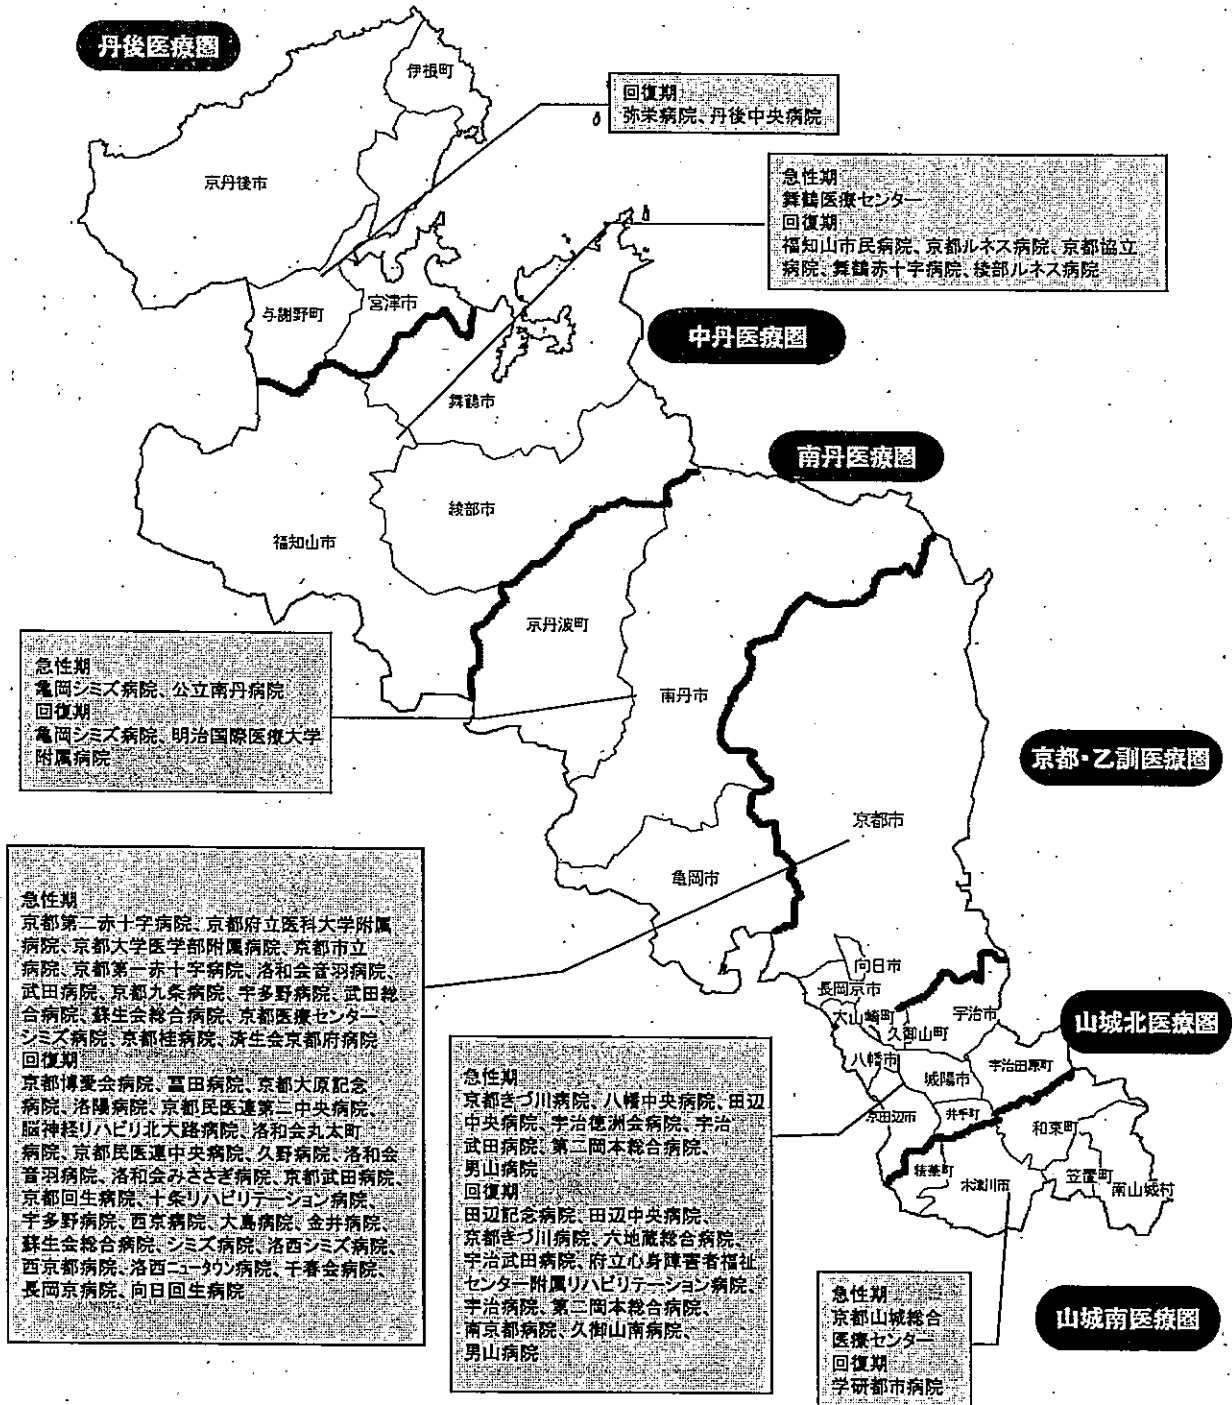 丹後医療圏
伊根町
回復期
弥栄病院、丹後中央病院
京丹後市
急性期
舞鶴医療センター
回復期
福知山市民病院、京都ルネス病院、京都協立
病院、舞鶴赤十字病院、綾部ルネス病院
与謝野町
宮津市
中丹医療圏
舞鶴市
南丹医療圏
綾部市
福知山市
京丹波町
急性期
亀岡シミズ病院、公立南丹病院
回復期
亀岡シミズ病院、明治国際医療大学
附属病院
南丹市
京都・乙訓医療圏
京都市
亀岡市
急性期
京都第二赤十字病院、京都府立医科大学附属
病院、京都大学医学部附属病院、京都市立
病院、京都第一赤十字病院、洛和会音羽病院、
武田病院、京都九条病院、宇多野病院、武田総
合病院、蘇生会総合病院、京都医療センター、
シミズ病院、京都桂病院、済生会京都府病院
回復期
京都博愛会病院、冨田病院、京都大原記念
病院、洛陽病院、京都民医連第二中央病院、
脳神経リハビリ北大路病院、洛和会丸太町
病院、京都民医連中央病院、久野病院、洛和会
音羽病院、洛和会みささぎ病院、京都武田病院、
京都回生病院、十条リハビリテーション病院、
宇多野病院、西京病院、大島病院、金井病院、
蘇生会総合病院、シミズ病院、洛西シミズ病院、
西京都病院、洛西ニュータウン病院、千春会病院、
長岡京病院、向日回生病院
向日市
長岡京市
大山崎町
久御山町
宇治市
山城北医療圏
八幡市
城陽市
宇治田原町
京田辺市
井手町
和束町
精華町
木津川市
笠置町
南山城村
急性期
京都きづ川病院、八幡中央病院、田辺
中央病院、宇治徳洲会病院、宇治
武田病院、第二岡本総合病院、
男山病院
回復期
田辺記念病院、田辺中央病院、
京都きづ川病院、六地蔵総合病院、
宇治武田病院、府立心身障害者福祉
センター附属リハビリテーション病院、
宇治病院、第二岡本総合病院、
南京都病院、久御山南病院、
男山病院
急性期
京都山城総合
医療センター
回復期
学研都市病院
山城南医療圏